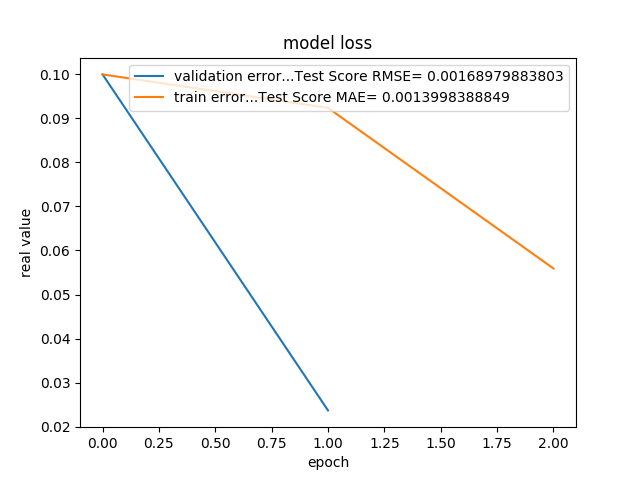 model loss
validation error...Test Score RMSE= 0.00168979883803
train error...Test Score MAE= 0.0013998388849
real value
0.10
0.09
0.08
0.07
0.06
0.05
0.04
0.03
0.02
0.00 0.25 0.50 0.75 1.00 1.25 1.50 1.75 2.00
epoch